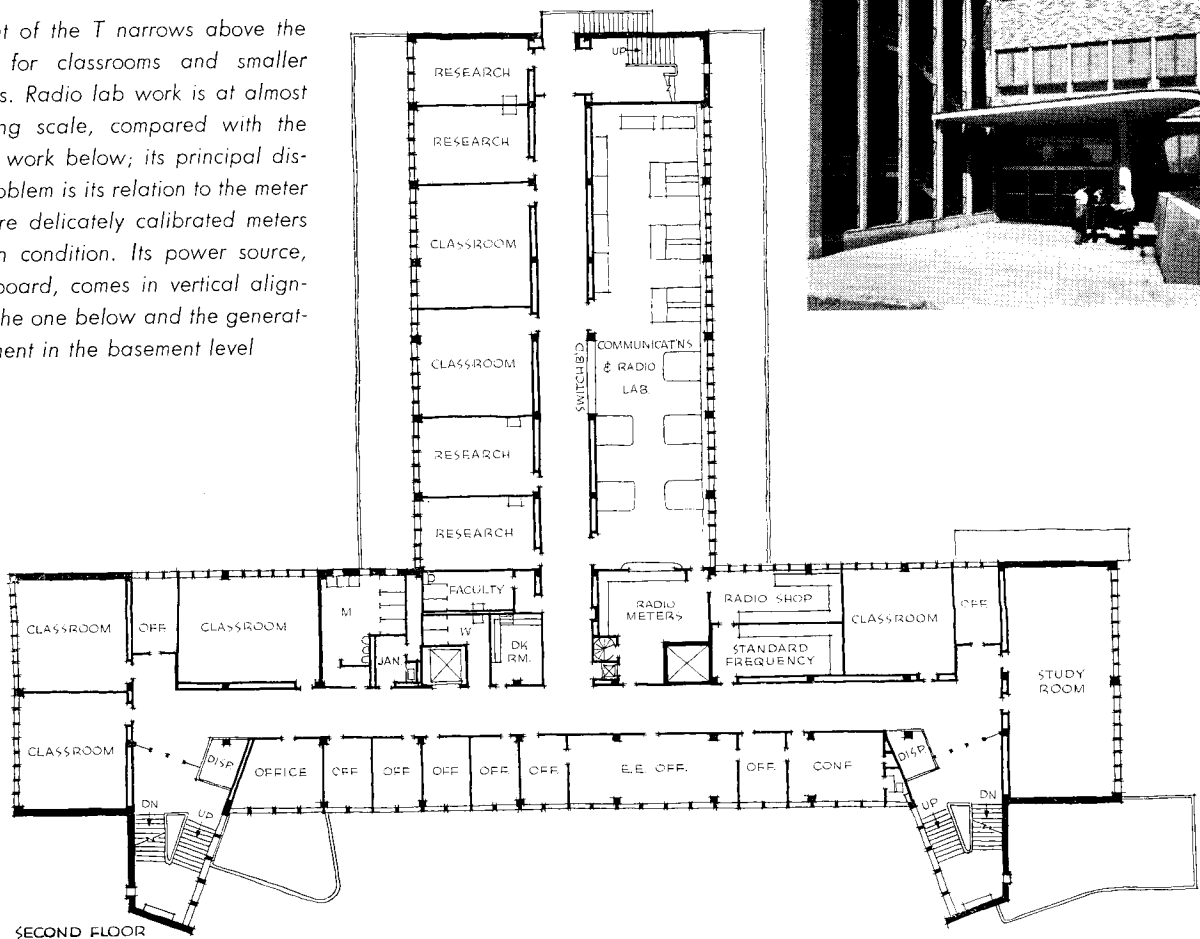 t of the T narrows above the
for classrooms and smaller
s. Radio lab work is at almost
ng scale, compared with the
work below; its principal dis-
oblem is its relation to the meter
re delicately calibrated meters
n condition. Its power source,
board, comes in vertical align-
he one below and the generat-
ment in the basement level
UP
RESEARCH
RESEARCH
CLASSROOM
CLASSROOM
SWITCHB'D
COMMUNICAT'NS
& RADIO
LAB.
RESEARCH
RESEARCH
FACULTY
CLASSROOM
OFF.
CLASSROOM
M
JAN.
W
DK.
RM.
RADIO
METERS
RADIO SHOP
STANDARD
FREQUENCY
CLASSROOM
OFF.
STUDY
ROOM
CLASSROOM
DISP.
OFFICE
OFF.
OFF.
OFF.
OFF.
OFF.
E.E. OFF.
OFF.
CONF.
DISP.
DN
UP
UP
DN
SECOND FLOOR